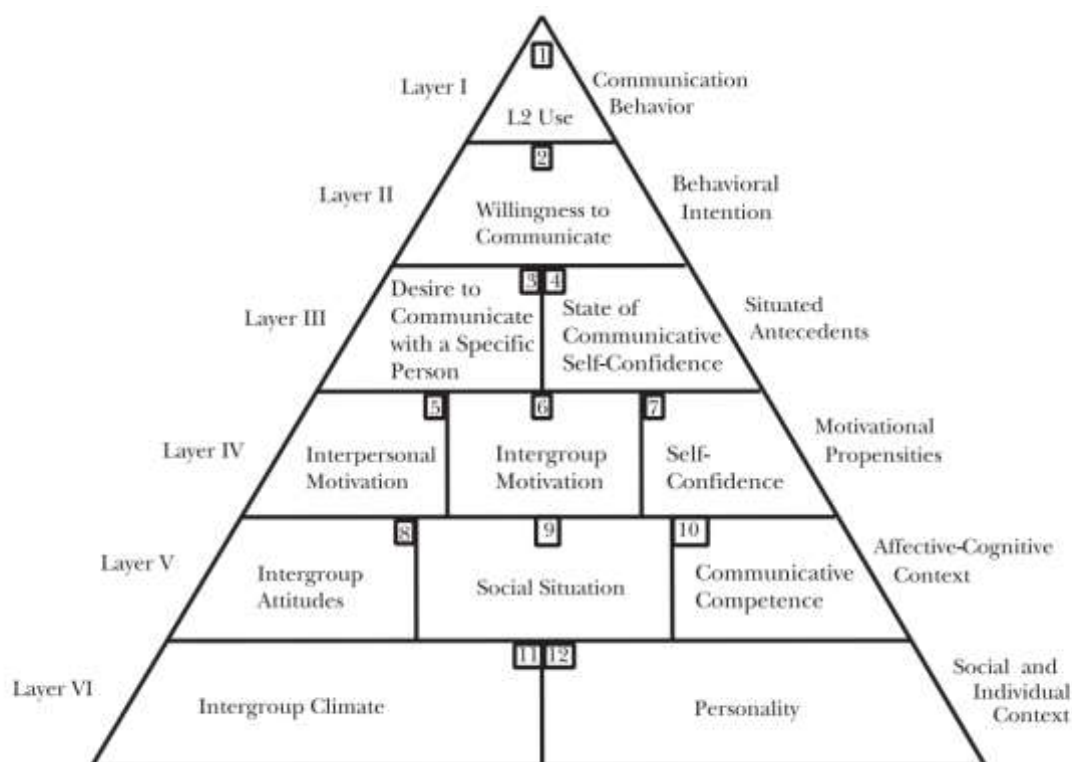 1
Layer I
Communication
Behavior
L2 Use
2
Layer II
Behavioral
Intention
Willingness to
Communicate
3 4
Layer III
Desire to
Communicate
with a Specific
Person
State of
Communicative
Self-Confidence
Situated
Antecedents
5 6 7
Layer IV
Interpersonal
Motivation
Intergroup
Motivation
Self-
Confidence
Motivational
Propensities
8 9 10
Layer V
Intergroup
Attitudes
Social Situation
Communicative
Competence
Affective-Cognitive
Context
11 12
Layer VI
Intergroup Climate
Personality
Social and
Individual
Context